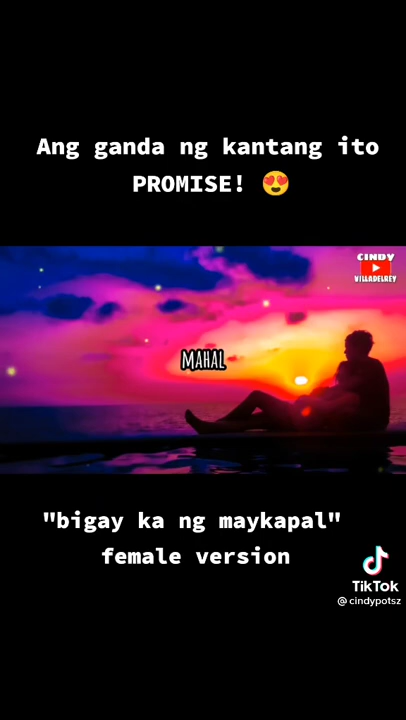 Ang ganda ng kantang ito
PROMISE! 😍
CINDY
VILLADELREY
MAHAL
"bigay ka ng maykapal"
female version
TikTok
@cindypotsz